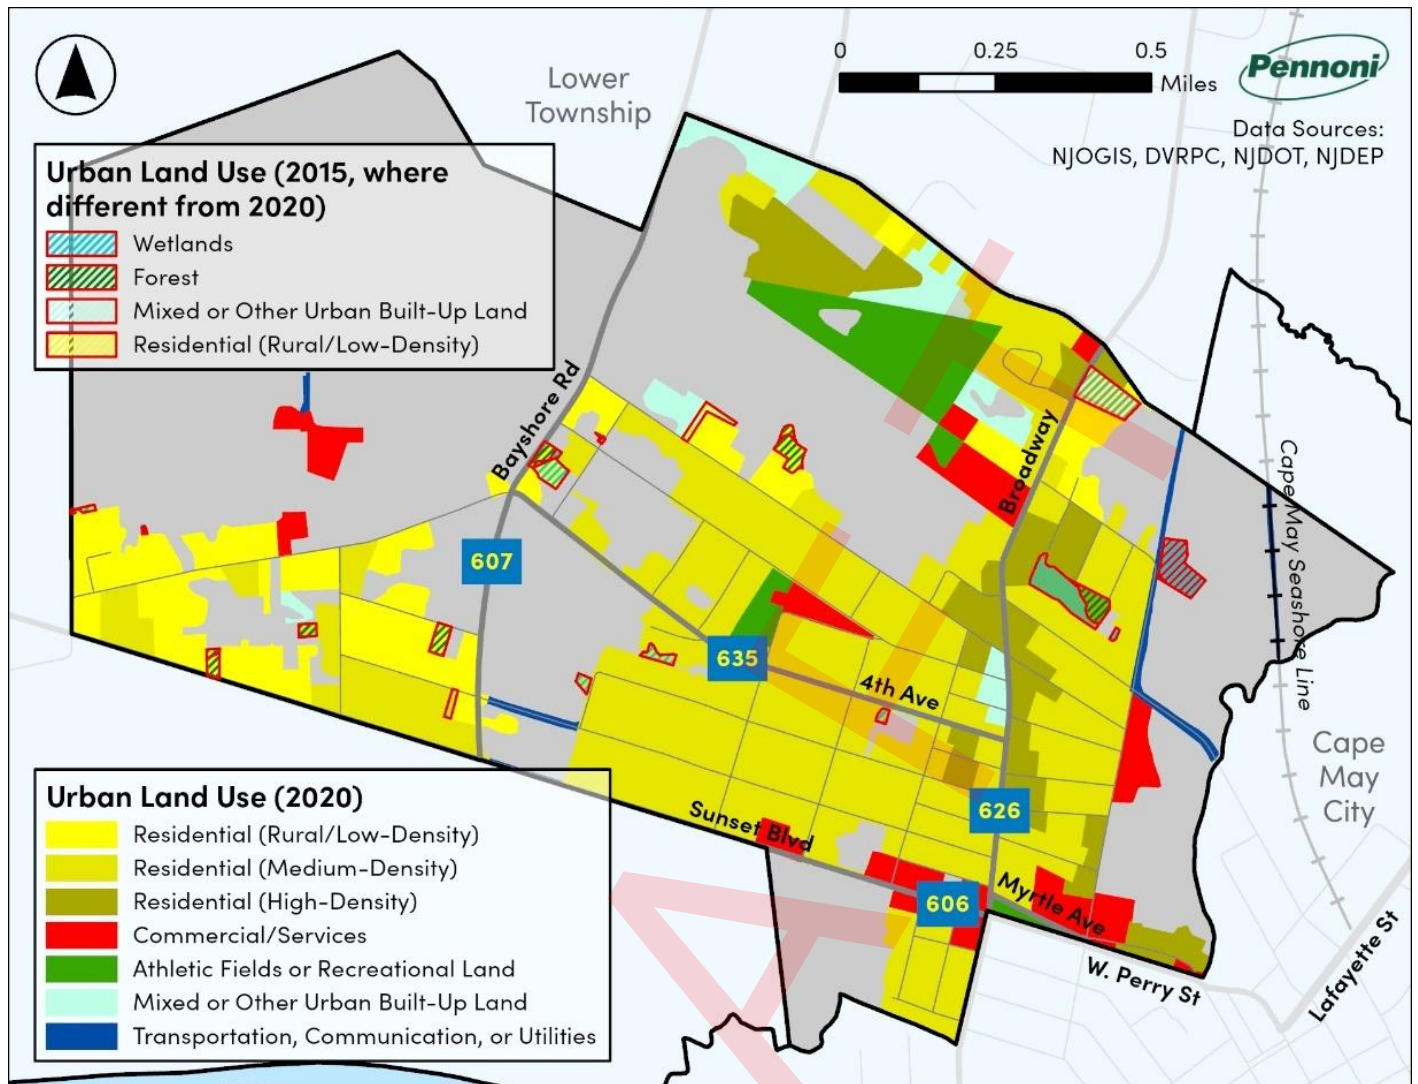 Lower
Township
0 0.25 0.5
Miles
Pennoni
Data Sources:
NJOGIS, DVRPC, NJDOT, NJDEP
Urban Land Use (2015, where
different from 2020)
Wetlands
Forest
Mixed or Other Urban Built-Up Land
Residential (Rural/Low-Density)
Bayshore Rd
Broadway
Cape May Seashore Line
607
635
4th Ave
626
Cape
May
City
Sunset Blvd
606
Myrtle Ave
W. Perry St
Lafayette St
Urban Land Use (2020)
Residential (Rural/Low-Density)
Residential (Medium-Density)
Residential (High-Density)
Commercial/Services
Athletic Fields or Recreational Land
Mixed or Other Urban Built-Up Land
Transportation, Communication, or Utilities